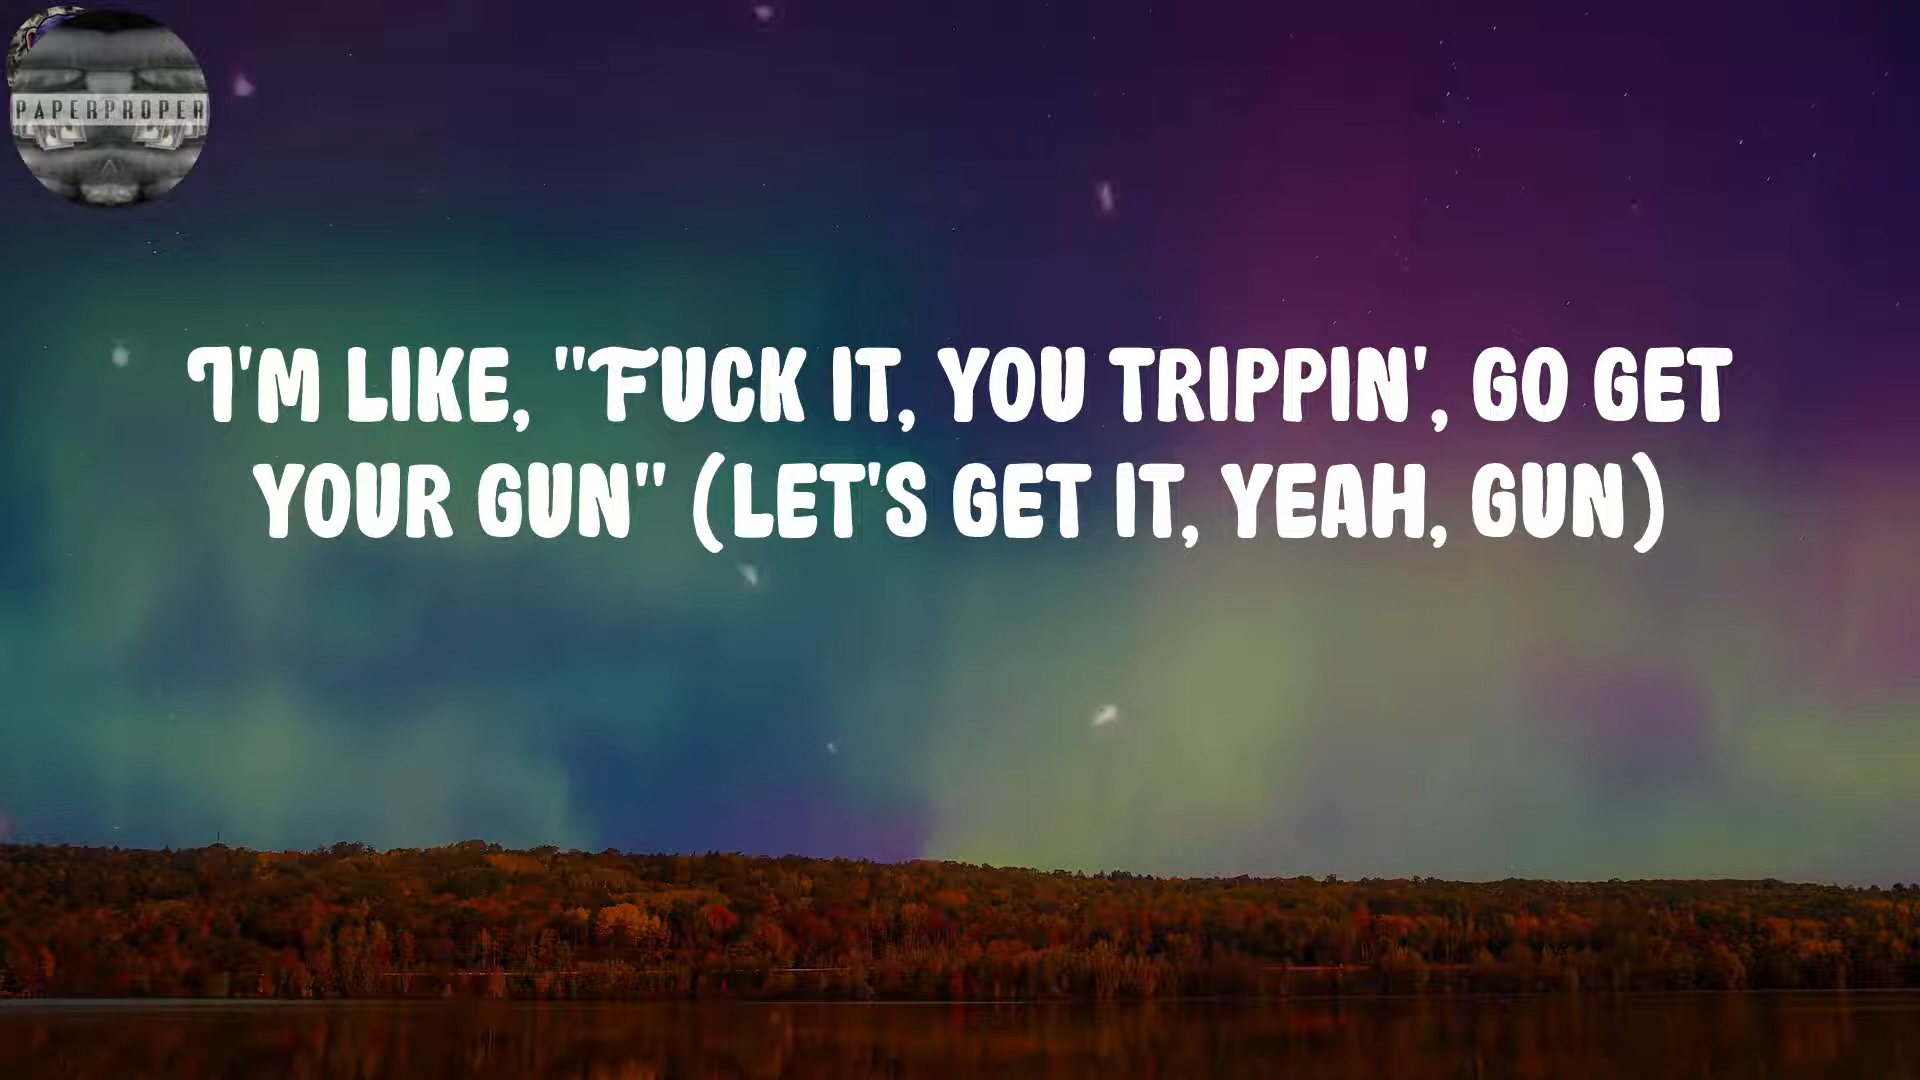 PAPERPROPER
I'M LIKE, "FUCK IT, YOU TRIPPIN', GO GET
YOUR GUN" (LET'S GET IT, YEAH, GUN)